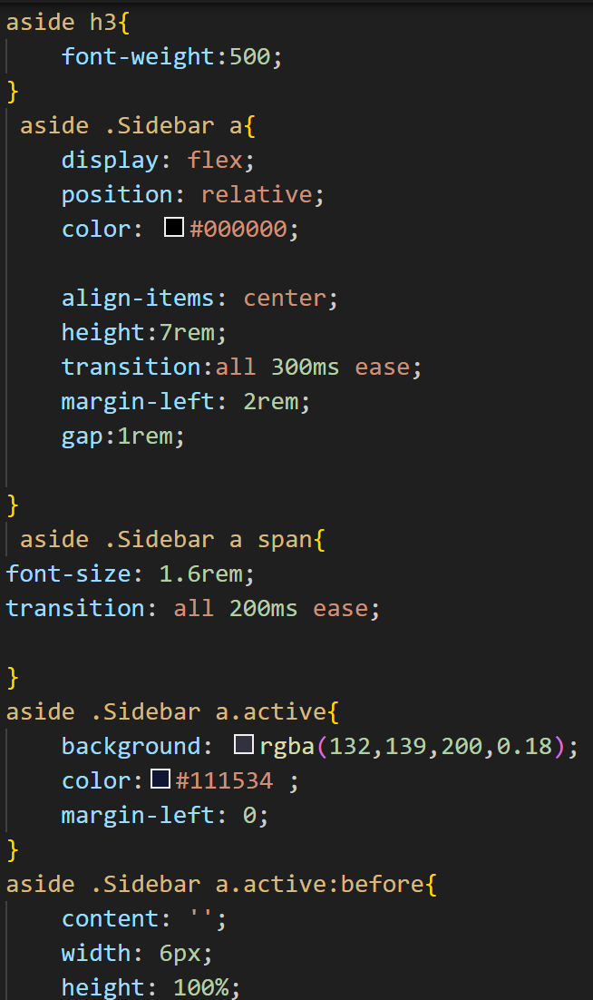 aside h3{
    font-weight:500;
}
 aside .Sidebar a{
    display: flex;
    position: relative;
    color: #000000;
    align-items: center;
    height:7rem;
    transition:all 300ms ease;
    margin-left: 2rem;
    gap:1rem;
}
 aside .Sidebar a span{
font-size: 1.6rem;
transition: all 200ms ease;
}
aside .Sidebar a.active{
    background: rgba(132,139,200,0.18);
    color:#111534 ;
    margin-left: 0;
}
aside .Sidebar a.active:before{
    content: '';
    width: 6px;
    height: 100%;